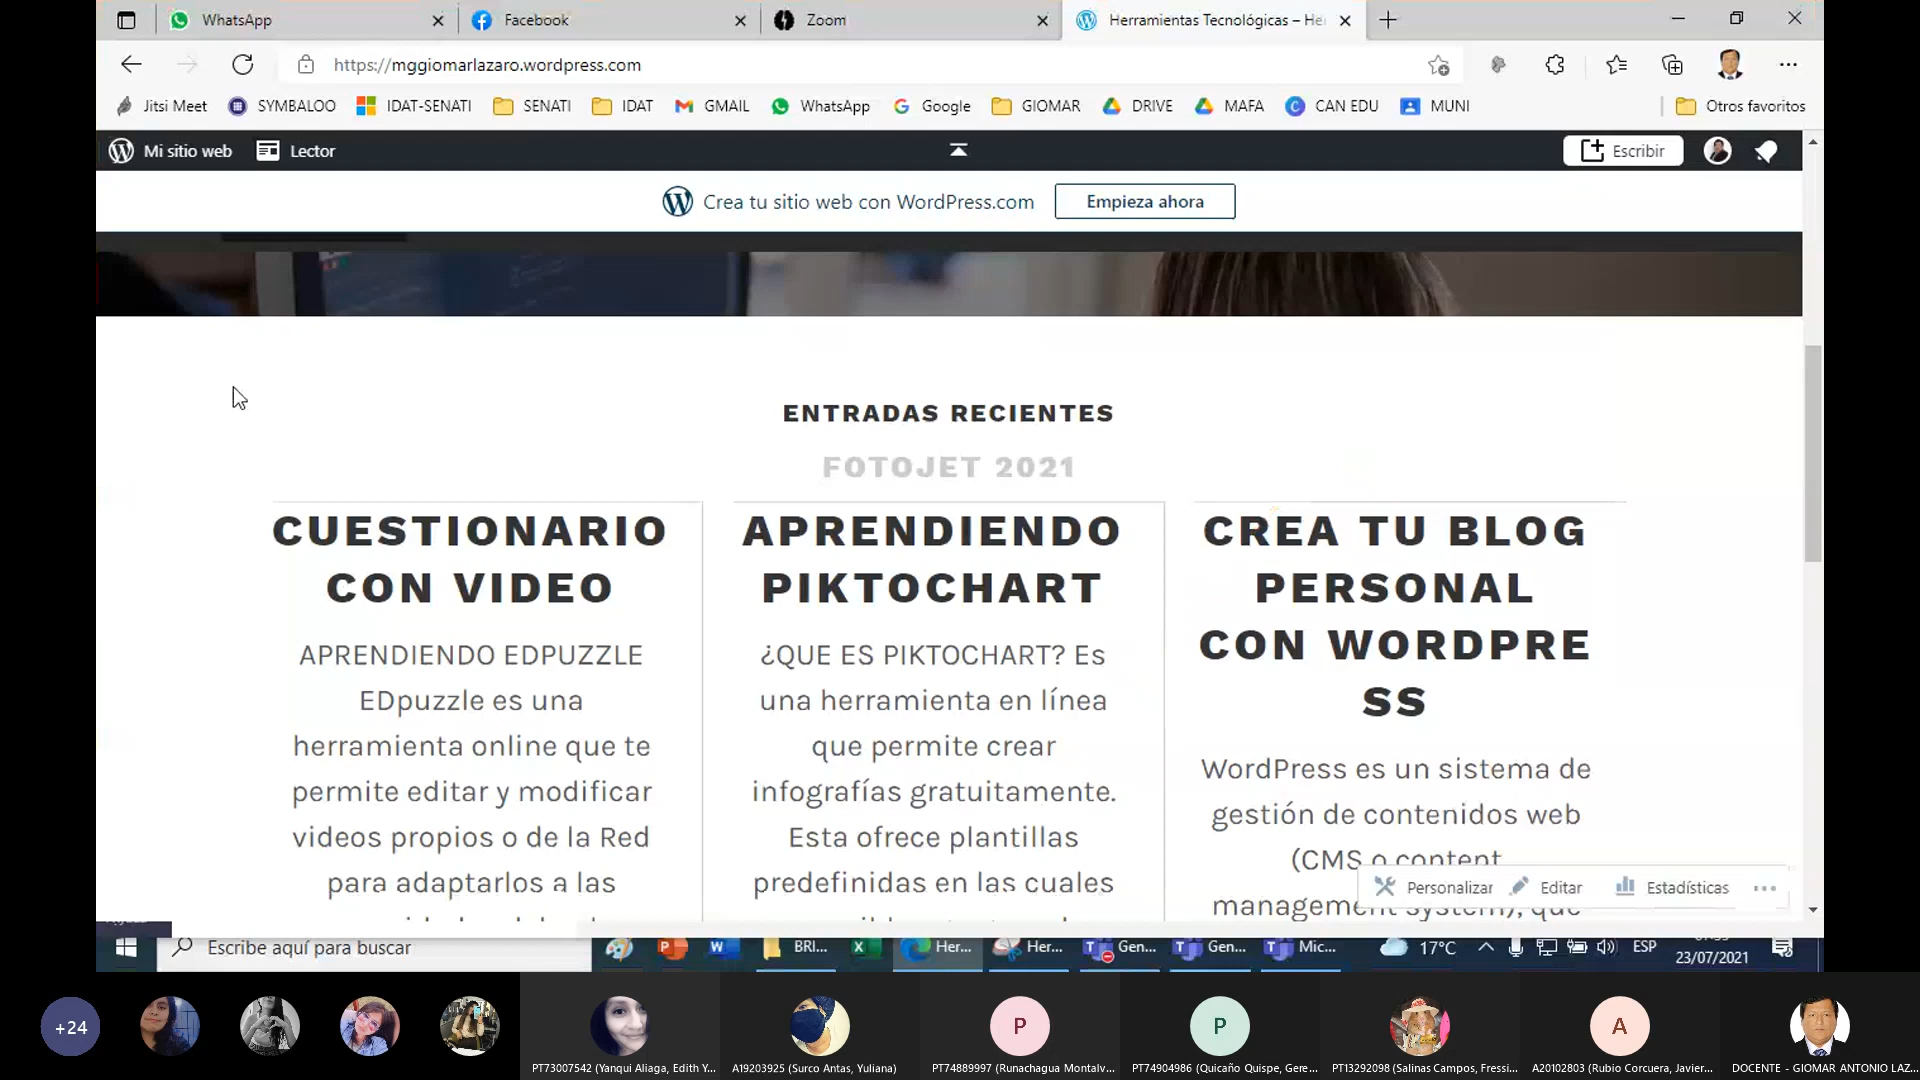 WhatsApp
Facebook
Zoom
Herramientas Tecnológicas – He
https://mggiomarlazaro.wordpress.com
Jitsi Meet SYMBALOO IDAT-SENATI SENATI IDAT GMAIL WhatsApp Google GIOMAR DRIVE MAFA CAN EDU MUNI Otros favoritos
Mi sitio web Lector Escribir
Crea tu sitio web con WordPress.com Empieza ahora
ENTRADAS RECIENTES
FOTOJET 2021
CUESTIONARIO
CON VIDEO
APRENDIENDO EDPUZZLE
EDpuzzle es una
herramienta online que te
permite editar y modificar
videos propios o de la Red
para adaptarlos a las
APRENDIENDO
PIKTOCHART
¿QUE ES PIKTOCHART? Es
una herramienta en línea
que permite crear
infografías gratuitamente.
Esta ofrece plantillas
predefinidas en las cuales
CREA TU BLOG
PERSONAL
CON WORDPRE
SS
WordPress es un sistema de
gestión de contenidos web
(CMS o content
management system), que
Personalizar Editar Estadísticas
Escribe aquí para buscar BRI... Her... Her... Gen... Gen... Mic... 17°C ESP
23/07/2021
+24 P P A
PT73007542 (Yanqui Aliaga, Edith Y... A19203925 (Surco Antas, Yuliana) PT74889997 (Runachagua Montalv... PT74904986 (Quicaño Quispe, Gere... PT13292098 (Salinas Campos, Fressi... A20102803 (Rubio Corcuera, Javier... DOCENTE - GIOMAR ANTONIO LAZ...